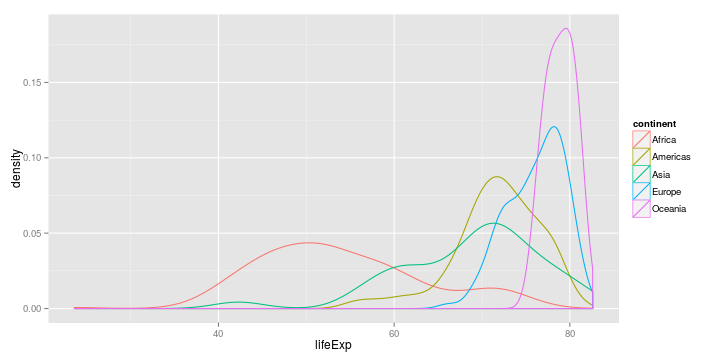 density
0.15
0.10
0.05
0.00
40
60
80
lifeExp
continent
Africa
Americas
Asia
Europe
Oceania